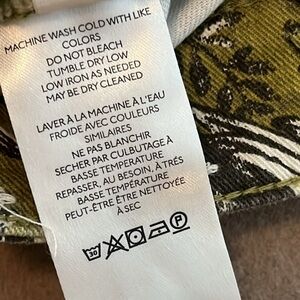 MACHINE WASH COLD WITH LIKE
COLORS
DO NOT BLEACH
TUMBLE DRY LOW
LOW IRON AS NEEDED
MAY BE DRY CLEANED
LAVER À LA MACHINE À L'EAU
FROIDE AVEC COULEURS
SIMILAIRES
NE PAS BLANCHIR
SECHER PAR CULBUTAGE À
BASSE TEMPERATURE
REPASSER, AU BESOIN, À TRÈS
BASSE TEMPÉRATURE
PEUT-ÊTRE ÊTRE NETTOYÉE
À SEC
30 P